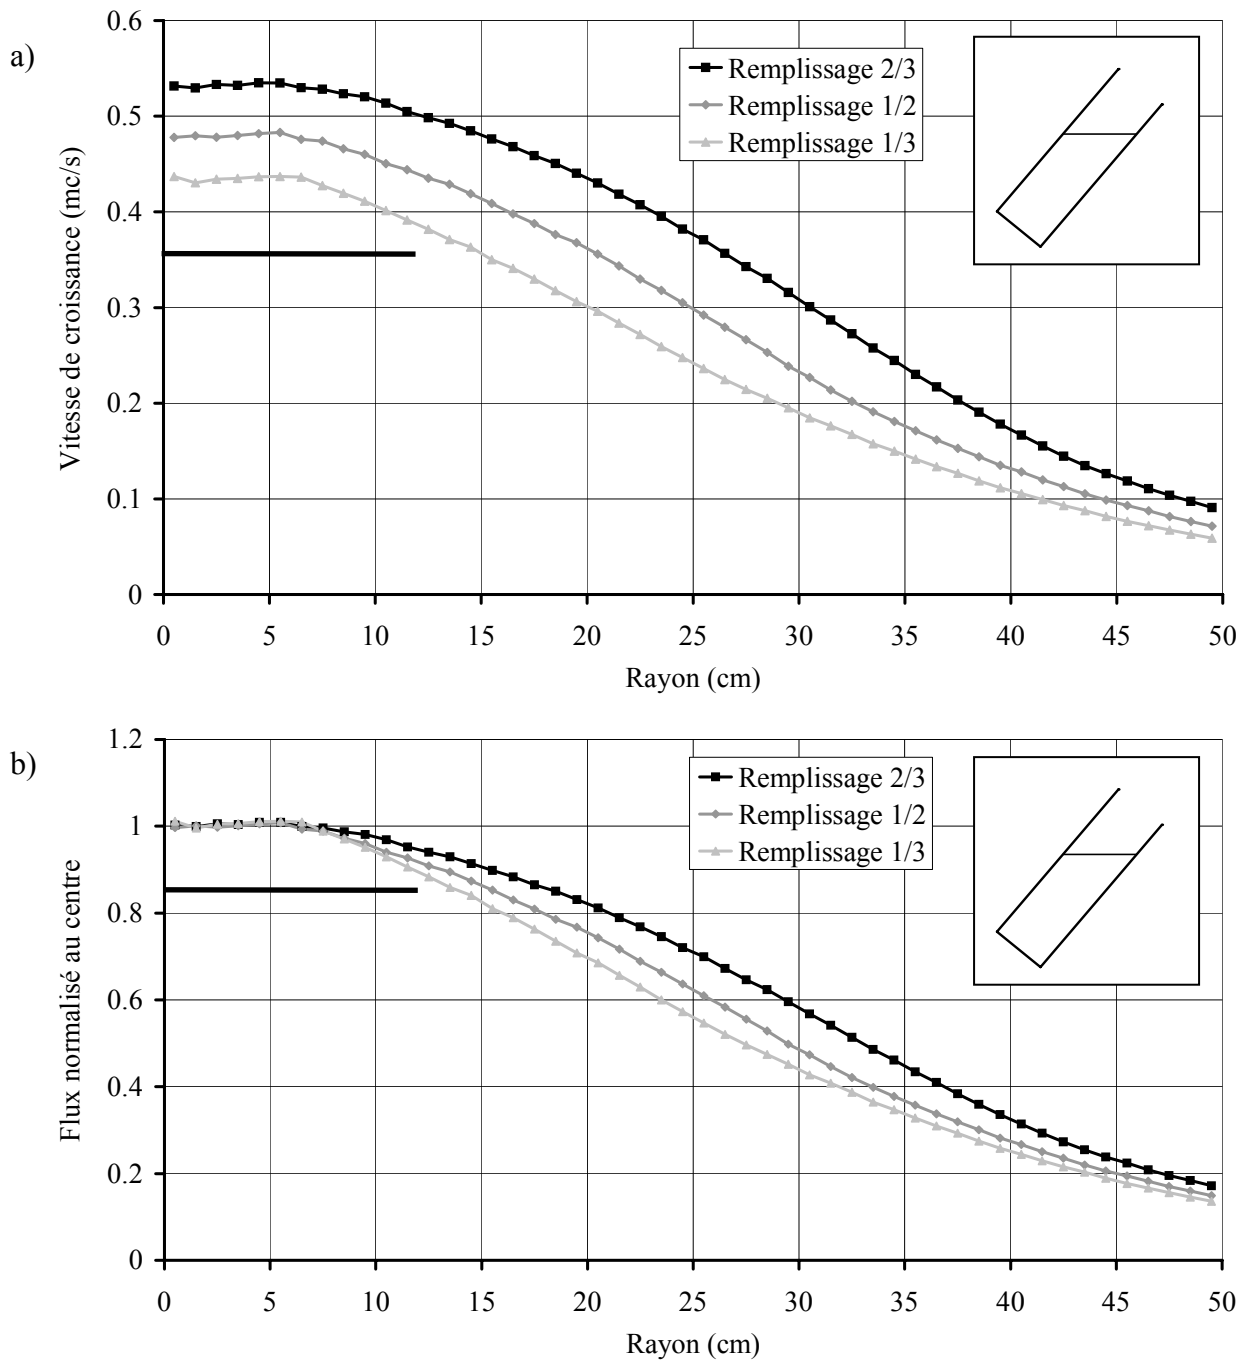 a)
Vitesse de croissance (mc/s)
0.6
0.5
0.4
0.3
0.2
0.1
0
Remplissage 2/3
Remplissage 1/2
Remplissage 1/3
0 5 10 15 20 25 30 35 40 45 50
Rayon (cm)
b)
Flux normalisé au centre
1.2
1
0.8
0.6
0.4
0.2
0
Remplissage 2/3
Remplissage 1/2
Remplissage 1/3
0 5 10 15 20 25 30 35 40 45 50
Rayon (cm)